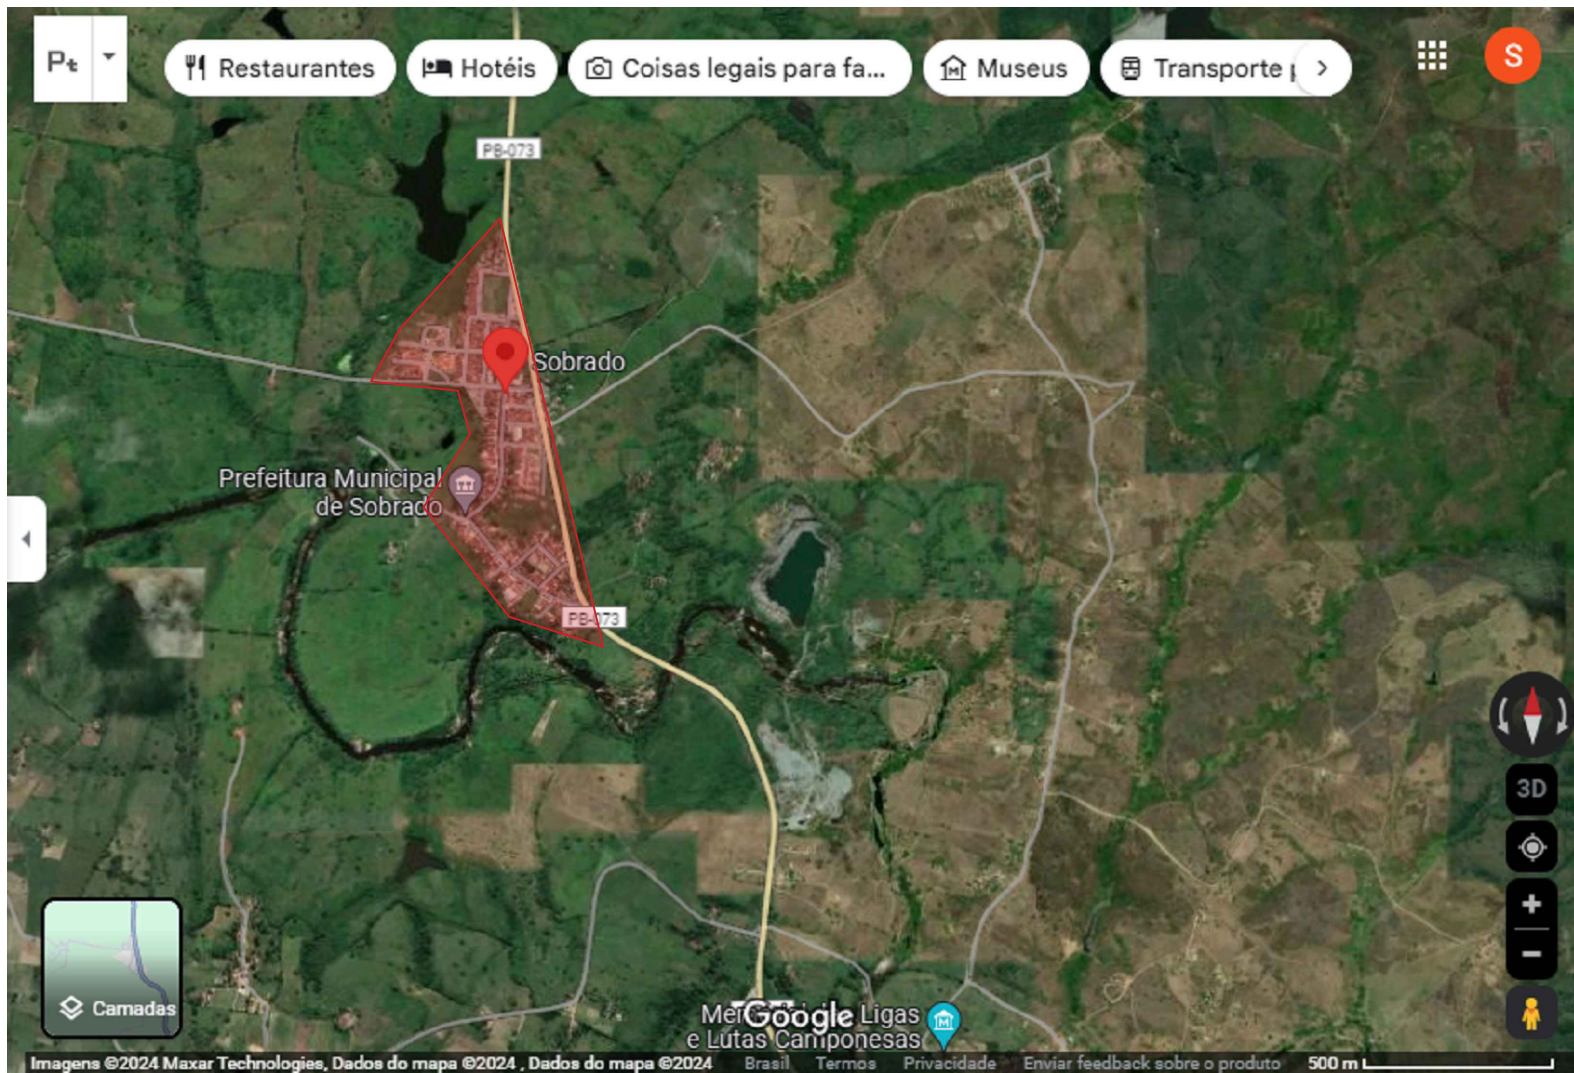 Pt
Restaurantes
Hotéis
Coisas legais para fa...
Museus
Transporte
S
PB-073
Sobrado
Prefeitura Municipal
de Sobrado
PB-073
3D
Camadas
Google
Ligas
e Lutas Camponesas
Imagens ©2024 Maxar Technologies, Dados do mapa ©2024 , Dados do mapa ©2024
Brasil
Termos
Privacidade
Enviar feedback sobre o produto
500 m